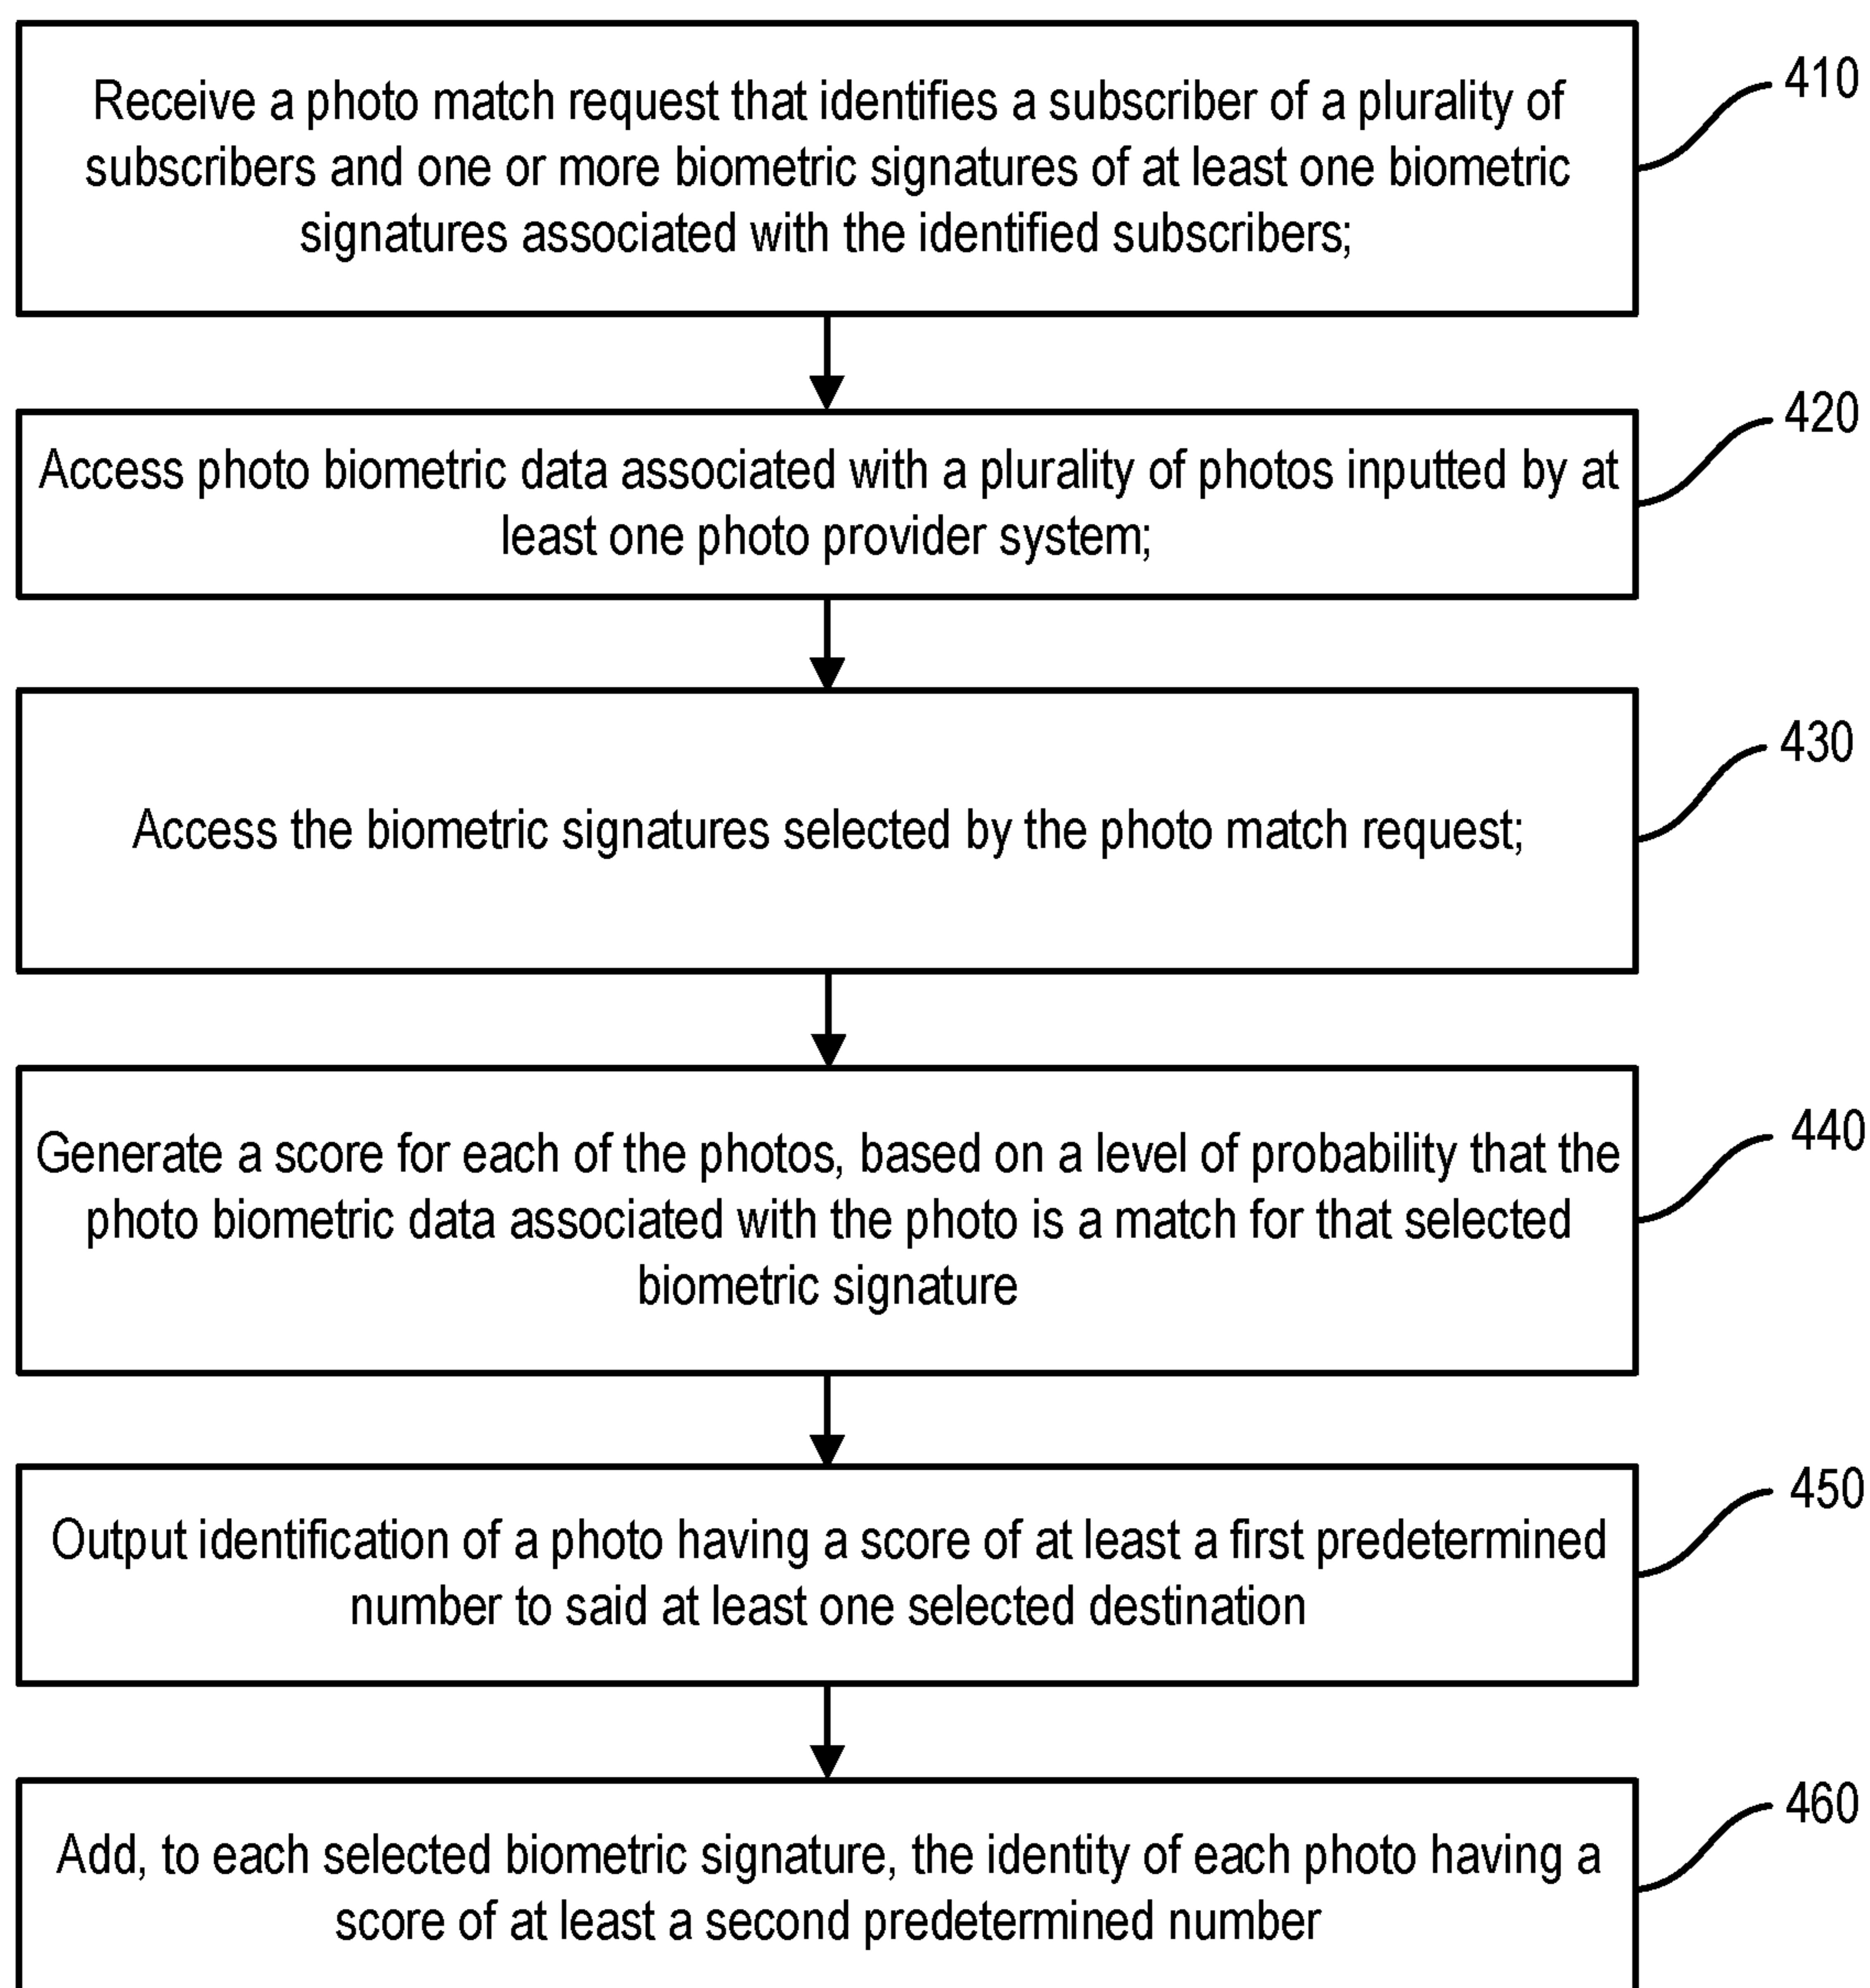 Receive a photo match request that identifies a subscriber of a plurality of
subscribers and one or more biometric signatures of at least one biometric
signatures associated with the identified subscribers;
410
Access photo biometric data associated with a plurality of photos inputted by at
least one photo provider system;
420
Access the biometric signatures selected by the photo match request;
430
Generate a score for each of the photos, based on a level of probability that the
photo biometric data associated with the photo is a match for that selected
biometric signature
440
Output identification of a photo having a score of at least a first predetermined
number to said at least one selected destination
450
Add, to each selected biometric signature, the identity of each photo having a
score of at least a second predetermined number
460